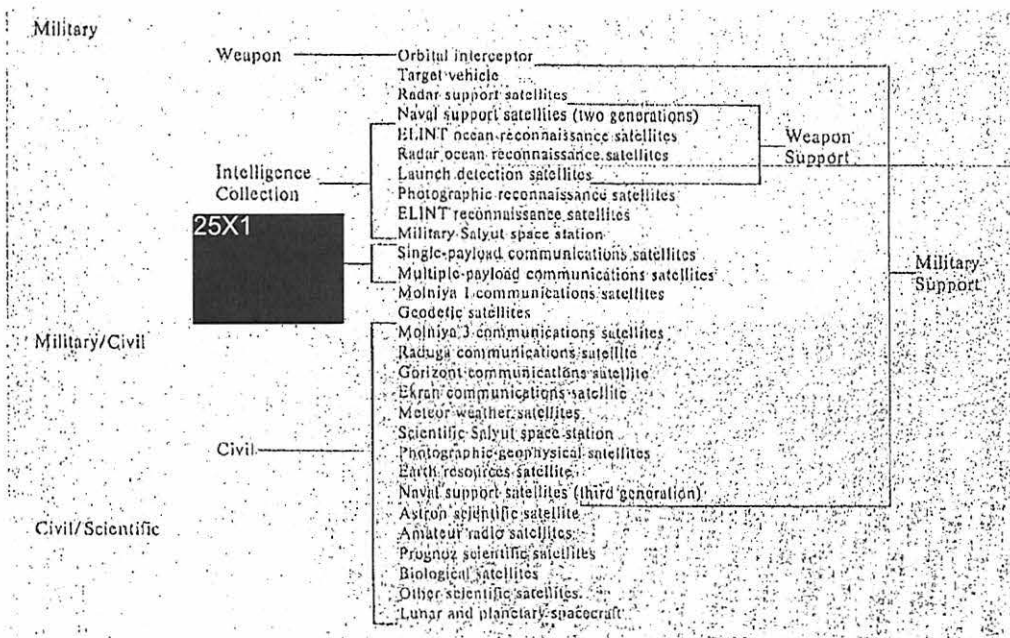 Military
Weapon
Orbital interceptor
Target vehicle
Radar support satellites
Naval support satellites (two generations)
ELINT ocean reconnaissance satellites
Weapon
Support
Radar ocean reconnaissance satellites
Intelligence
Collection
Launch detection satellites
Photographic reconnaissance satellites
ELINT reconnaissance satellites
25X1
Military Salyut space station
Single-payload communications satellites
Multiple-payload communications satellites
Military
Support
Molniya 1 communications satellites
Geodetic satellites
Military/Civil
Molniya 3 communications satellites
Raduga communications satellite
Gorizont communications satellite
Ekran communications satellite
Meteor weather satellites
Scientific Salyut space station
Civil
Photographic-geophysical satellites
Earth resources satellite
Naval support satellites (third generation)
Civil/Scientific
Astron scientific satellite
Amateur radio satellites
Prognoz scientific satellites
Biological satellites
Other scientific satellites
Lunar and planetary spacecraft